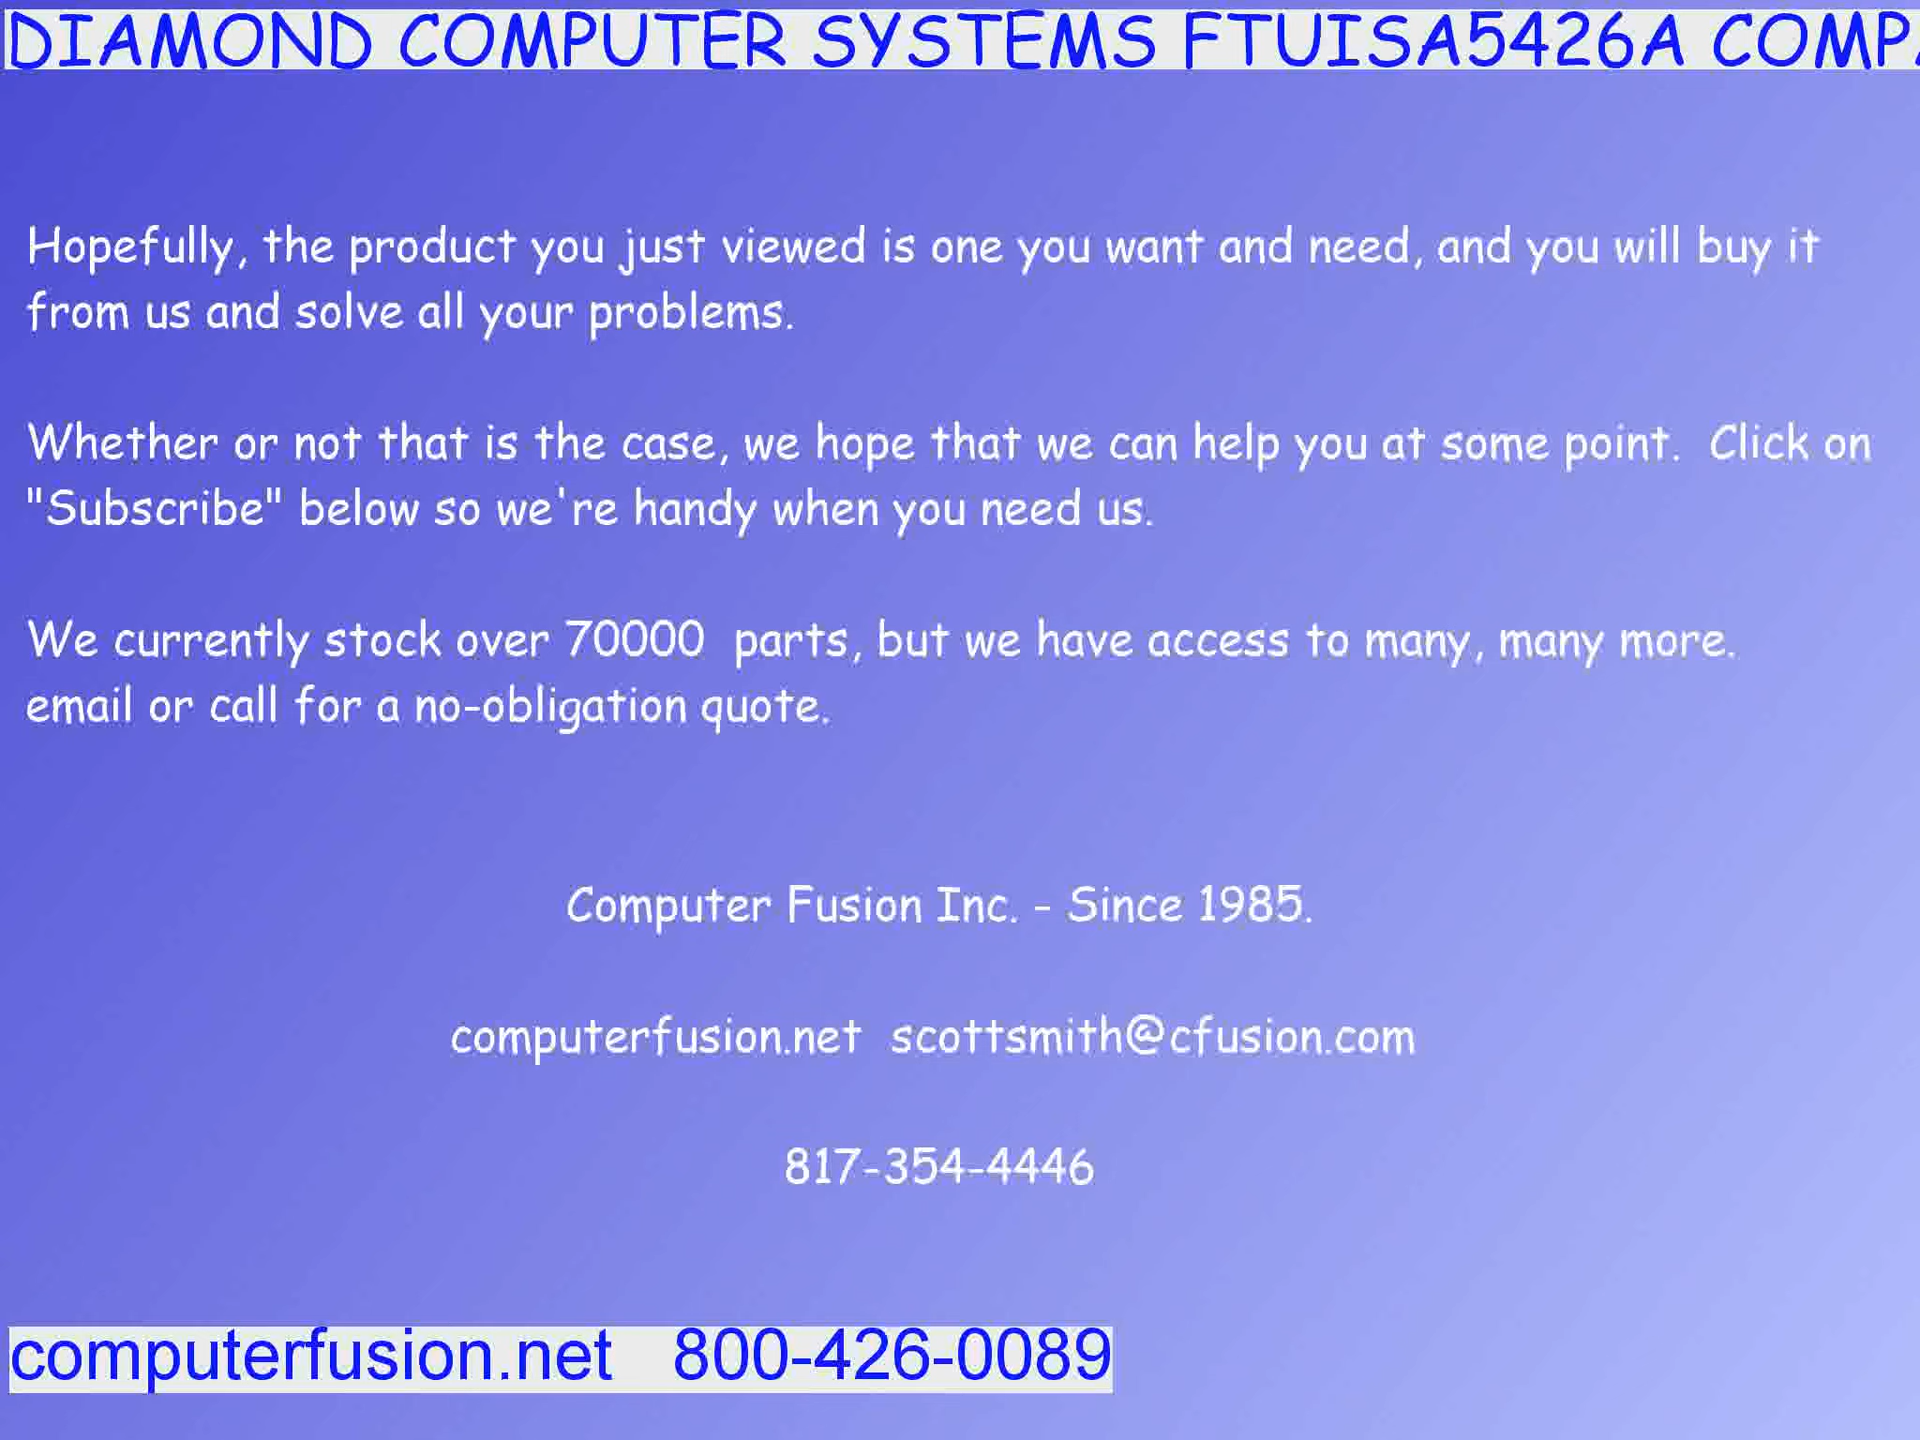 DIAMOND COMPUTER SYSTEMS FTUISA5426A COMP
Hopefully, the product you just viewed is one you want and need, and you will buy it
from us and solve all your problems.
Whether or not that is the case, we hope that we can help you at some point.  Click on
"Subscribe" below so we're handy when you need us.
We currently stock over 70000  parts, but we have access to many, many more.
email or call for a no-obligation quote.
Computer Fusion Inc. - Since 1985.
computerfusion.net  scottsmith@cfusion.com
817-354-4446
computerfusion.net   800-426-0089